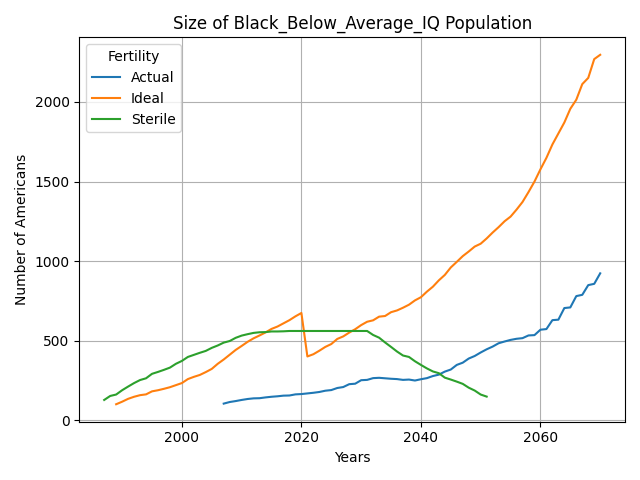 Size of Black_Below_Average_IQ Population
Fertility
Actual
Ideal
Sterile
Number of Americans
2000
1500
1000
500
0
2000 2020 2040 2060
Years